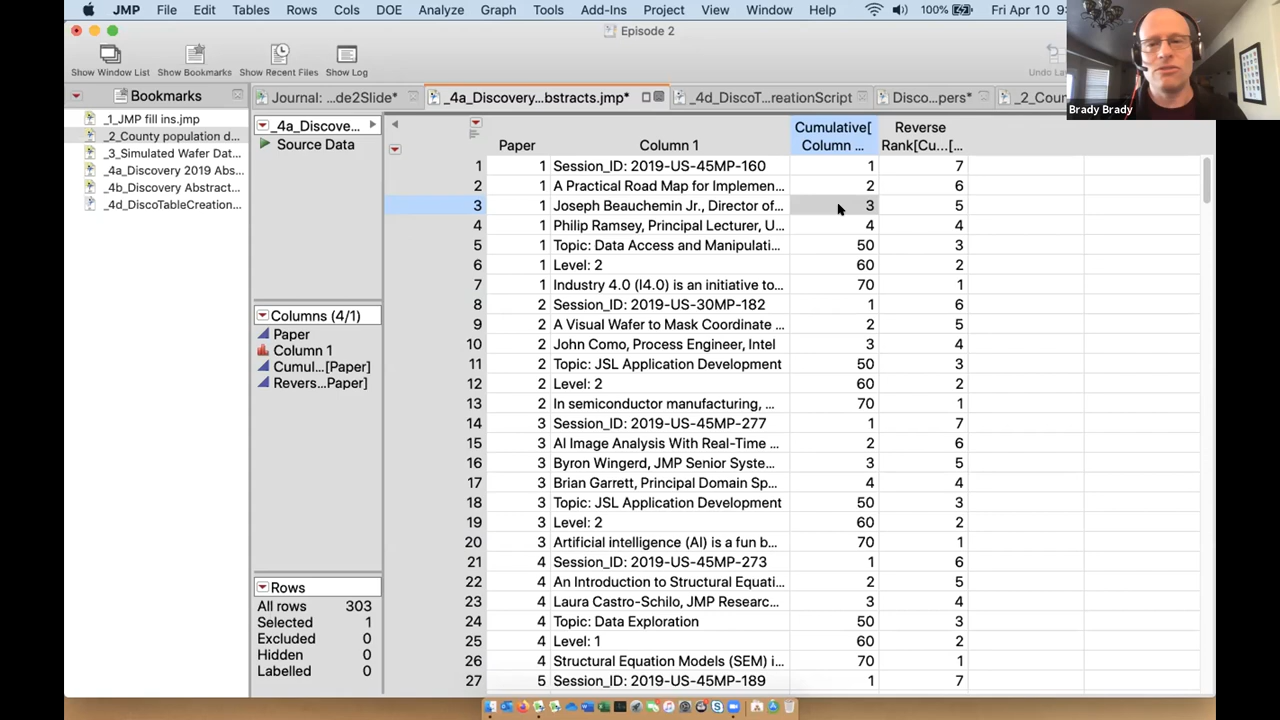 JMP File Edit Tables Rows Cols DOE Analyze Graph Tools Add-Ins Project View Window Help 100% Fri Apr 10
Episode 2
Show Window List Show Bookmarks Show Recent Files Show Log Undo
Brady Brady
Bookmarks
_1_JMP fill ins.jmp
_2_County population d...
_3_Simulated Wafer Dat...
_4a_Discovery 2019 Abs...
_4b_Discovery Abstract...
_4d_DiscoTableCreation...
Journal: ...de2Slide* _4a_Discovery...bstracts.jmp* _4d_DiscoT...reationScript Disco...pers* _2_Cour
_4a_Discove...
Source Data
Columns (4/1)
Paper
Column 1
Cumul...[Paper]
Revers...Paper]
Rows
All rows 303
Selected 1
Excluded 0
Hidden 0
Labelled 0
Cumulative[ Reverse
Paper Column 1 Column ... Rank[Cu...[...
1 1 Session_ID: 2019-US-45MP-160 1 7
2 1 A Practical Road Map for Implemen... 2 6
3 1 Joseph Beauchemin Jr., Director of... 3 5
4 1 Philip Ramsey, Principal Lecturer, U... 4 4
5 1 Topic: Data Access and Manipulati... 50 3
6 1 Level: 2 60 2
7 1 Industry 4.0 (I4.0) is an initiative to... 70 1
8 2 Session_ID: 2019-US-30MP-182 1 6
9 2 A Visual Wafer to Mask Coordinate ... 2 5
10 2 John Como, Process Engineer, Intel 3 4
11 2 Topic: JSL Application Development 50 3
12 2 Level: 2 60 2
13 2 In semiconductor manufacturing, ... 70 1
14 3 Session_ID: 2019-US-45MP-277 1 7
15 3 AI Image Analysis With Real-Time ... 2 6
16 3 Byron Wingerd, JMP Senior Syste... 3 5
17 3 Brian Garrett, Principal Domain Sp... 4 4
18 3 Topic: JSL Application Development 50 3
19 3 Level: 2 60 2
20 3 Artificial intelligence (AI) is a fun b... 70 1
21 4 Session_ID: 2019-US-45MP-273 1 6
22 4 An Introduction to Structural Equati... 2 5
23 4 Laura Castro-Schilo, JMP Researc... 3 4
24 4 Topic: Data Exploration 50 3
25 4 Level: 1 60 2
26 4 Structural Equation Models (SEM) i... 70 1
27 5 Session_ID: 2019-US-45MP-189 1 7